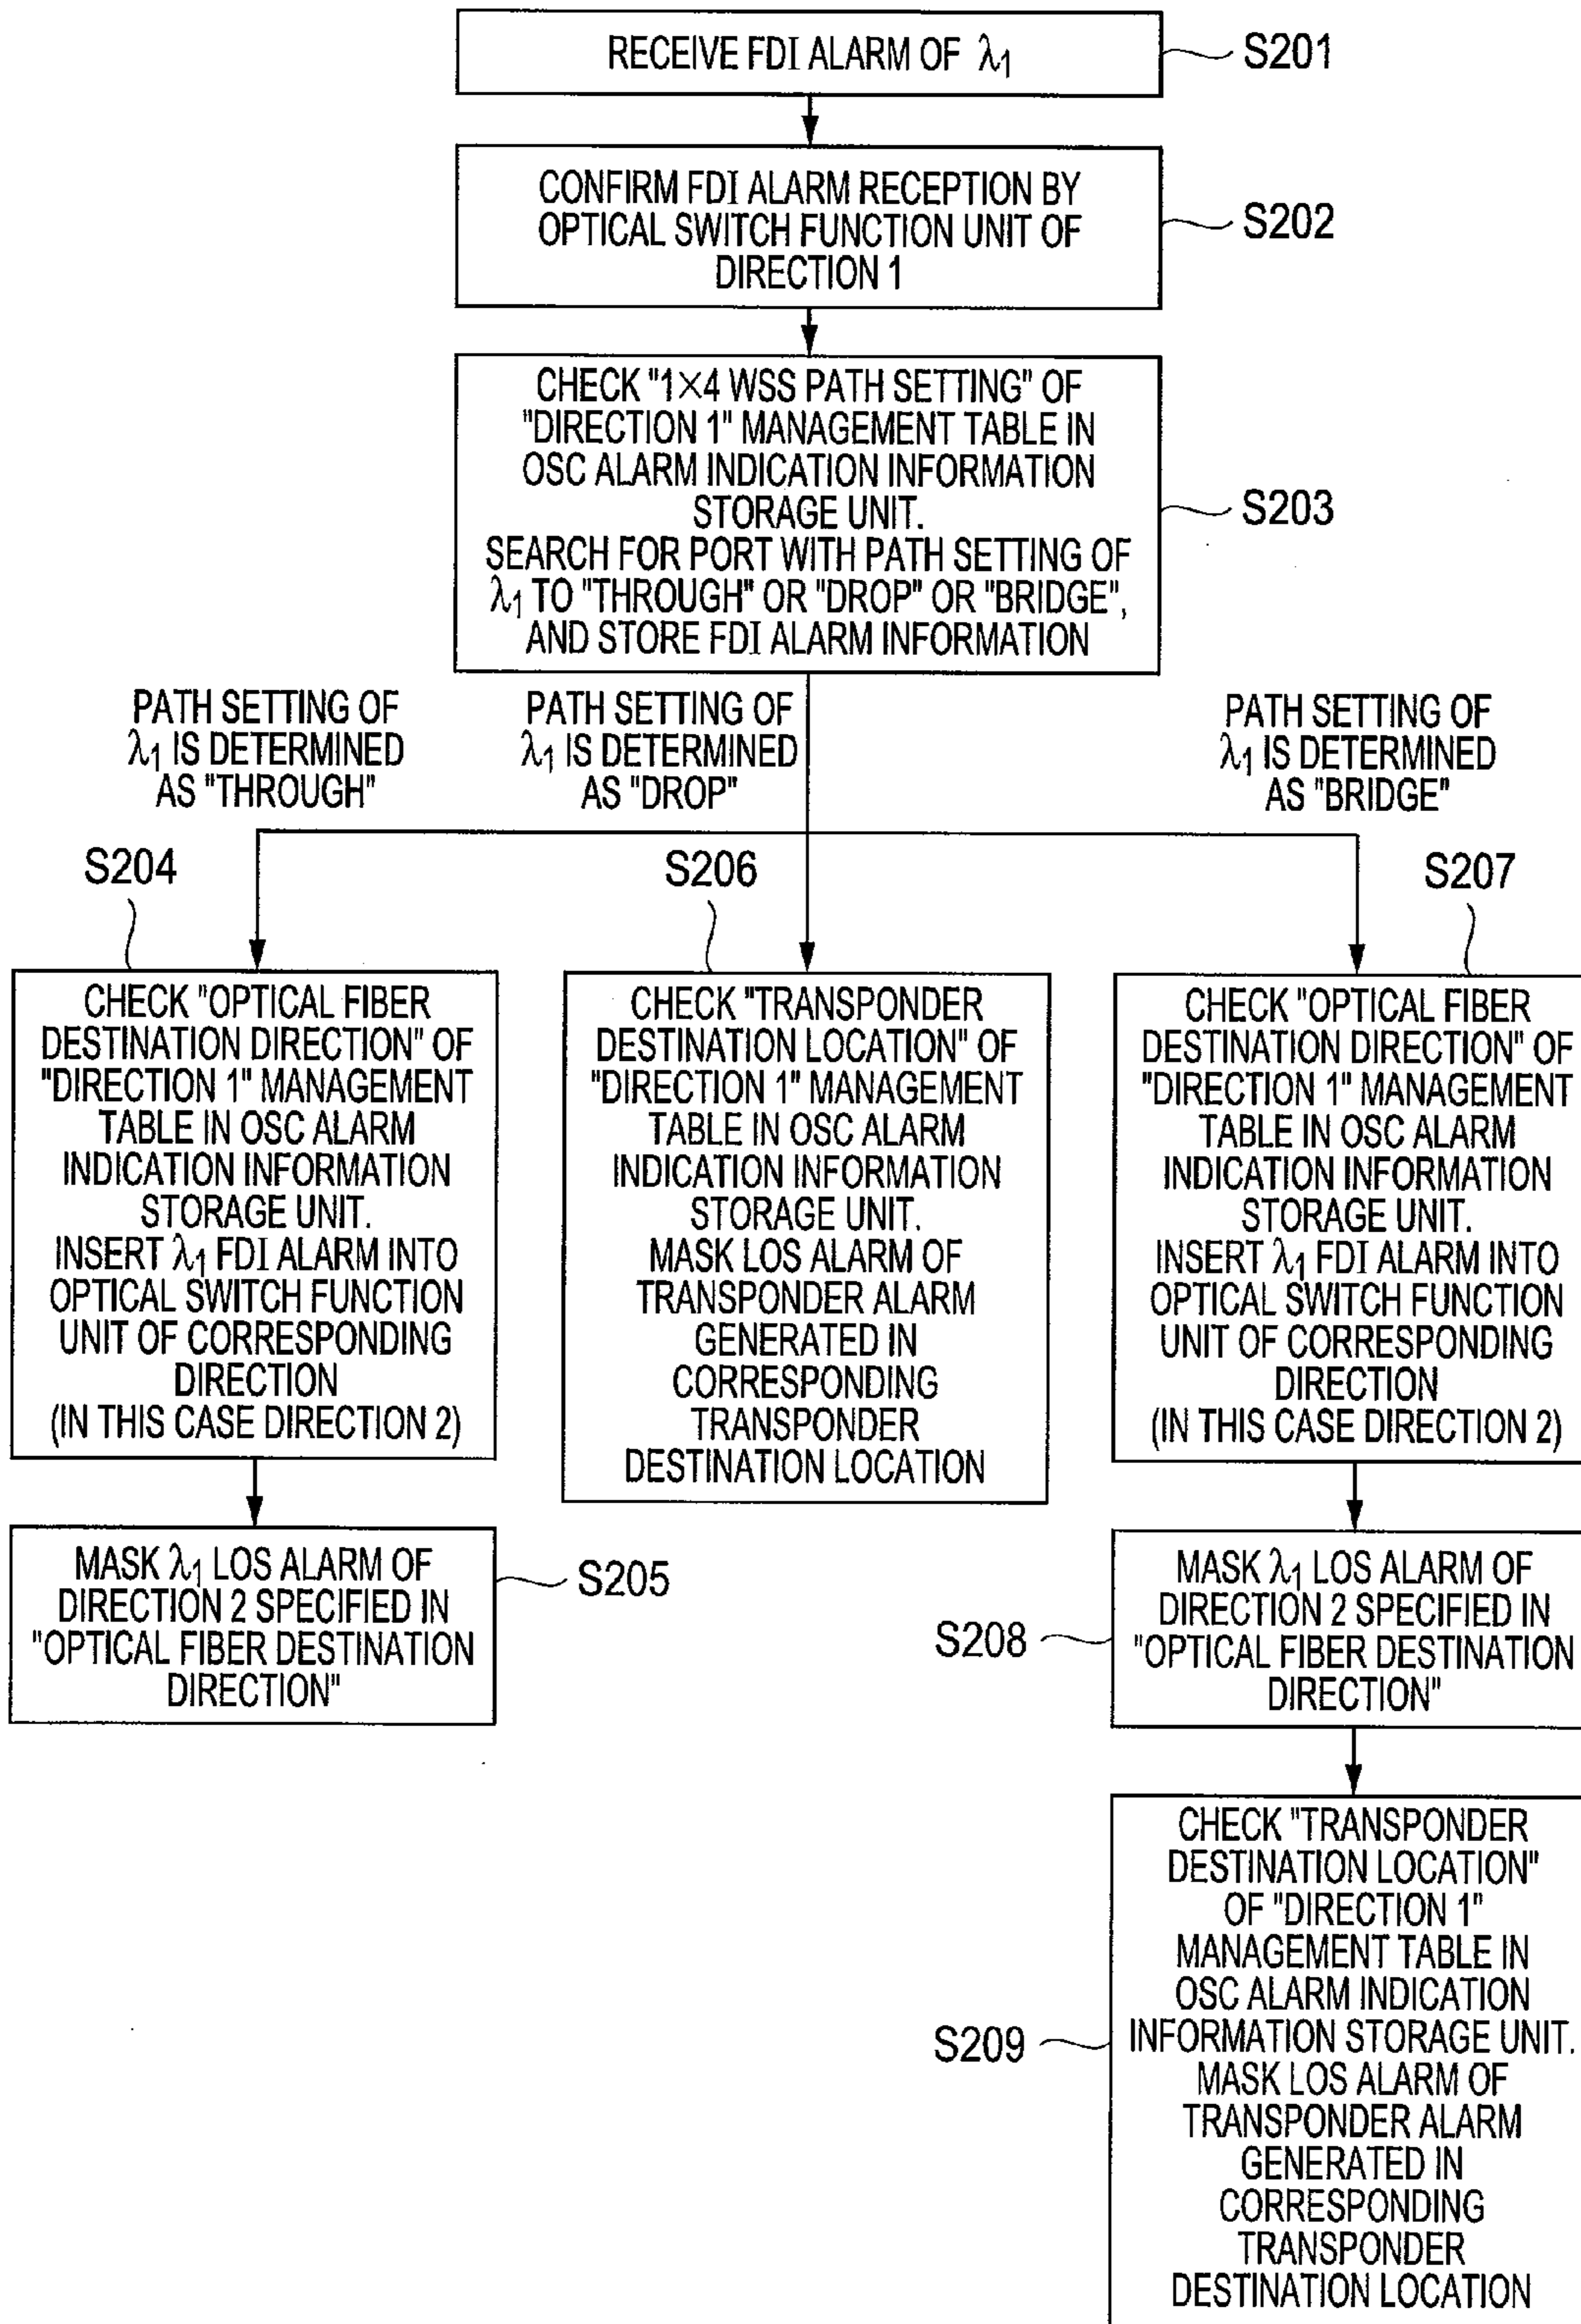 RECEIVE FDI ALARM OF λ1
S201
CONFIRM FDI ALARM RECEPTION BY
OPTICAL SWITCH FUNCTION UNIT OF
DIRECTION 1
S202
CHECK "1×4 WSS PATH SETTING" OF
"DIRECTION 1" MANAGEMENT TABLE IN
OSC ALARM INDICATION INFORMATION
STORAGE UNIT.
SEARCH FOR PORT WITH PATH SETTING OF
λ1 TO "THROUGH" OR "DROP" OR "BRIDGE",
AND STORE FDI ALARM INFORMATION
S203
PATH SETTING OF
λ1 IS DETERMINED
AS "THROUGH"
PATH SETTING OF
λ1 IS DETERMINED
AS "DROP"
PATH SETTING OF
λ1 IS DETERMINED
AS "BRIDGE"
S204
CHECK "OPTICAL FIBER
DESTINATION DIRECTION" OF
"DIRECTION 1" MANAGEMENT
TABLE IN OSC ALARM
INDICATION INFORMATION
STORAGE UNIT.
INSERT λ1 FDI ALARM INTO
OPTICAL SWITCH FUNCTION
UNIT OF CORRESPONDING
DIRECTION
(IN THIS CASE DIRECTION 2)
MASK λ1 LOS ALARM OF
DIRECTION 2 SPECIFIED IN
"OPTICAL FIBER DESTINATION
DIRECTION"
S205
S206
CHECK "TRANSPONDER
DESTINATION LOCATION" OF
"DIRECTION 1" MANAGEMENT
TABLE IN OSC ALARM
INDICATION INFORMATION
STORAGE UNIT.
MASK LOS ALARM OF
TRANSPONDER ALARM
GENERATED IN
CORRESPONDING
TRANSPONDER
DESTINATION LOCATION
S207
CHECK "OPTICAL FIBER
DESTINATION DIRECTION" OF
"DIRECTION 1" MANAGEMENT
TABLE IN OSC ALARM
INDICATION INFORMATION
STORAGE UNIT.
INSERT λ1 FDI ALARM INTO
OPTICAL SWITCH FUNCTION
UNIT OF CORRESPONDING
DIRECTION
(IN THIS CASE DIRECTION 2)
MASK λ1 LOS ALARM OF
DIRECTION 2 SPECIFIED IN
"OPTICAL FIBER DESTINATION
DIRECTION"
S208
CHECK "TRANSPONDER
DESTINATION LOCATION"
OF "DIRECTION 1"
MANAGEMENT TABLE IN
OSC ALARM INDICATION
INFORMATION STORAGE UNIT.
MASK LOS ALARM OF
TRANSPONDER ALARM
GENERATED IN
CORRESPONDING
TRANSPONDER
DESTINATION LOCATION
S209